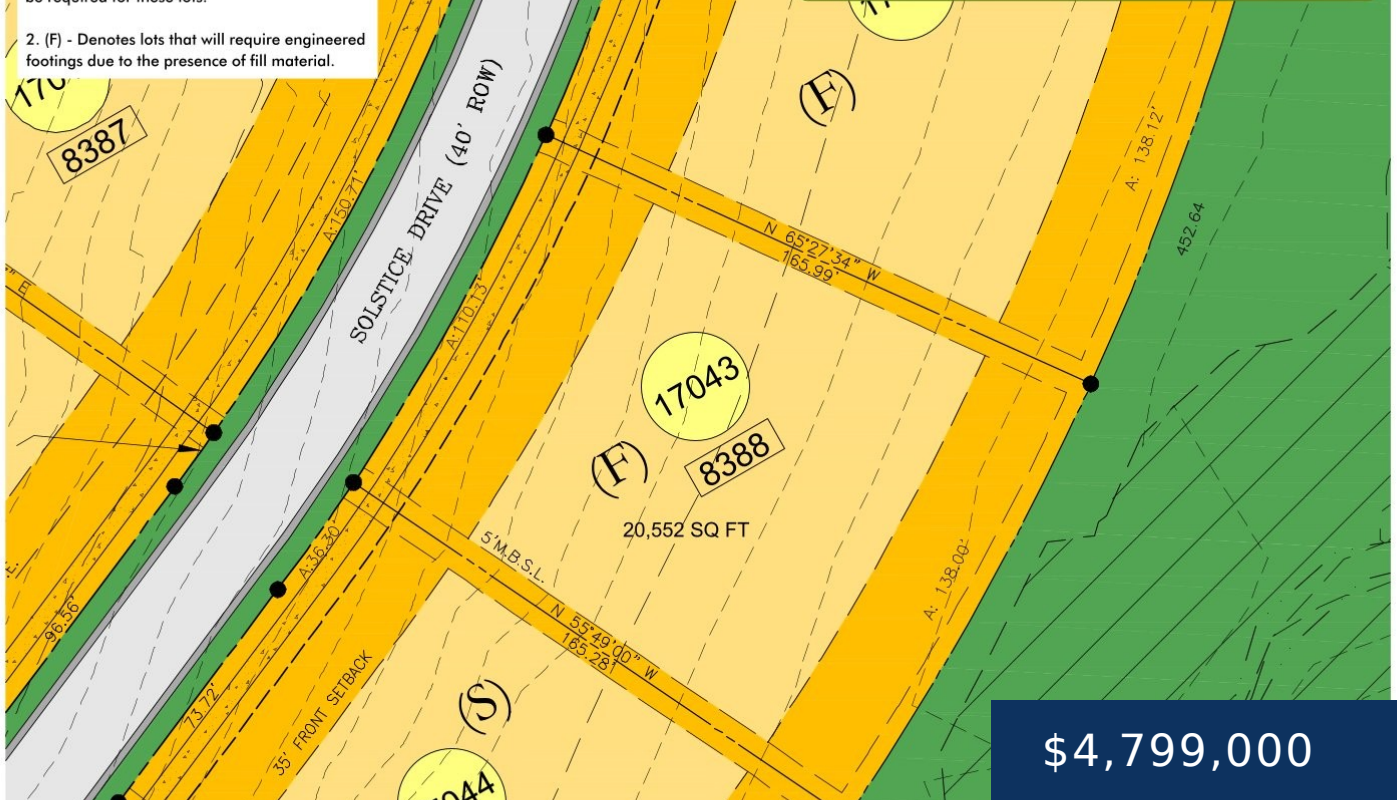 2. (F) - Denotes lots that will require engineered
footings due to the presence of fill material.
8387
SOLSTICE DRIVE (40' ROW)
A:150.71'
A:110.13'
(F)
A: 138.12'
452.64
N 65°27'34" W
165.99'
17043
(F)
8388
20,552 SQ FT
5'M.B.S.L.
N 55°49'00" W
165.28'
A: 138.00'
A:36.30'
96.56'
73.72'
35' FRONT SETBACK
(S)
$4,799,000